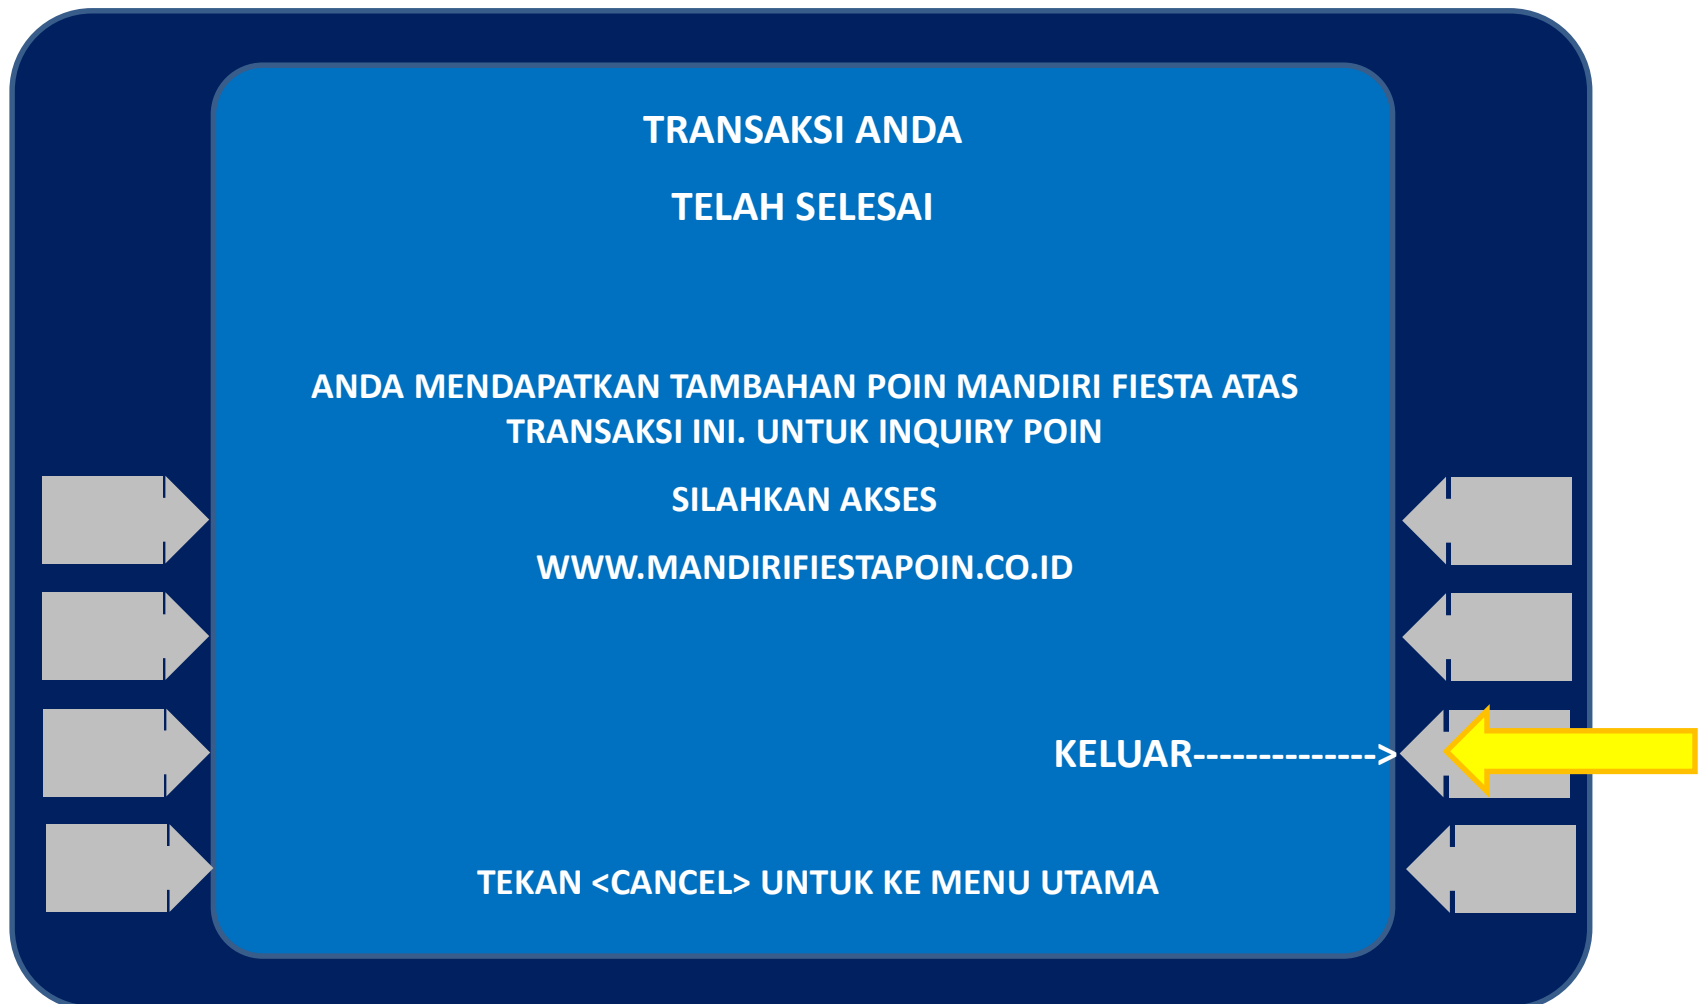 TRANSAKSI ANDA
TELAH SELESAI
ANDA MENDAPATKAN TAMBAHAN POIN MANDIRI FIESTA ATAS
TRANSAKSI INI. UNTUK INQUIRY POIN
SILAHKAN AKSES
WWW.MANDIRIFIESTAPOIN.CO.ID
KELUAR-------------->
TEKAN <CANCEL> UNTUK KE MENU UTAMA